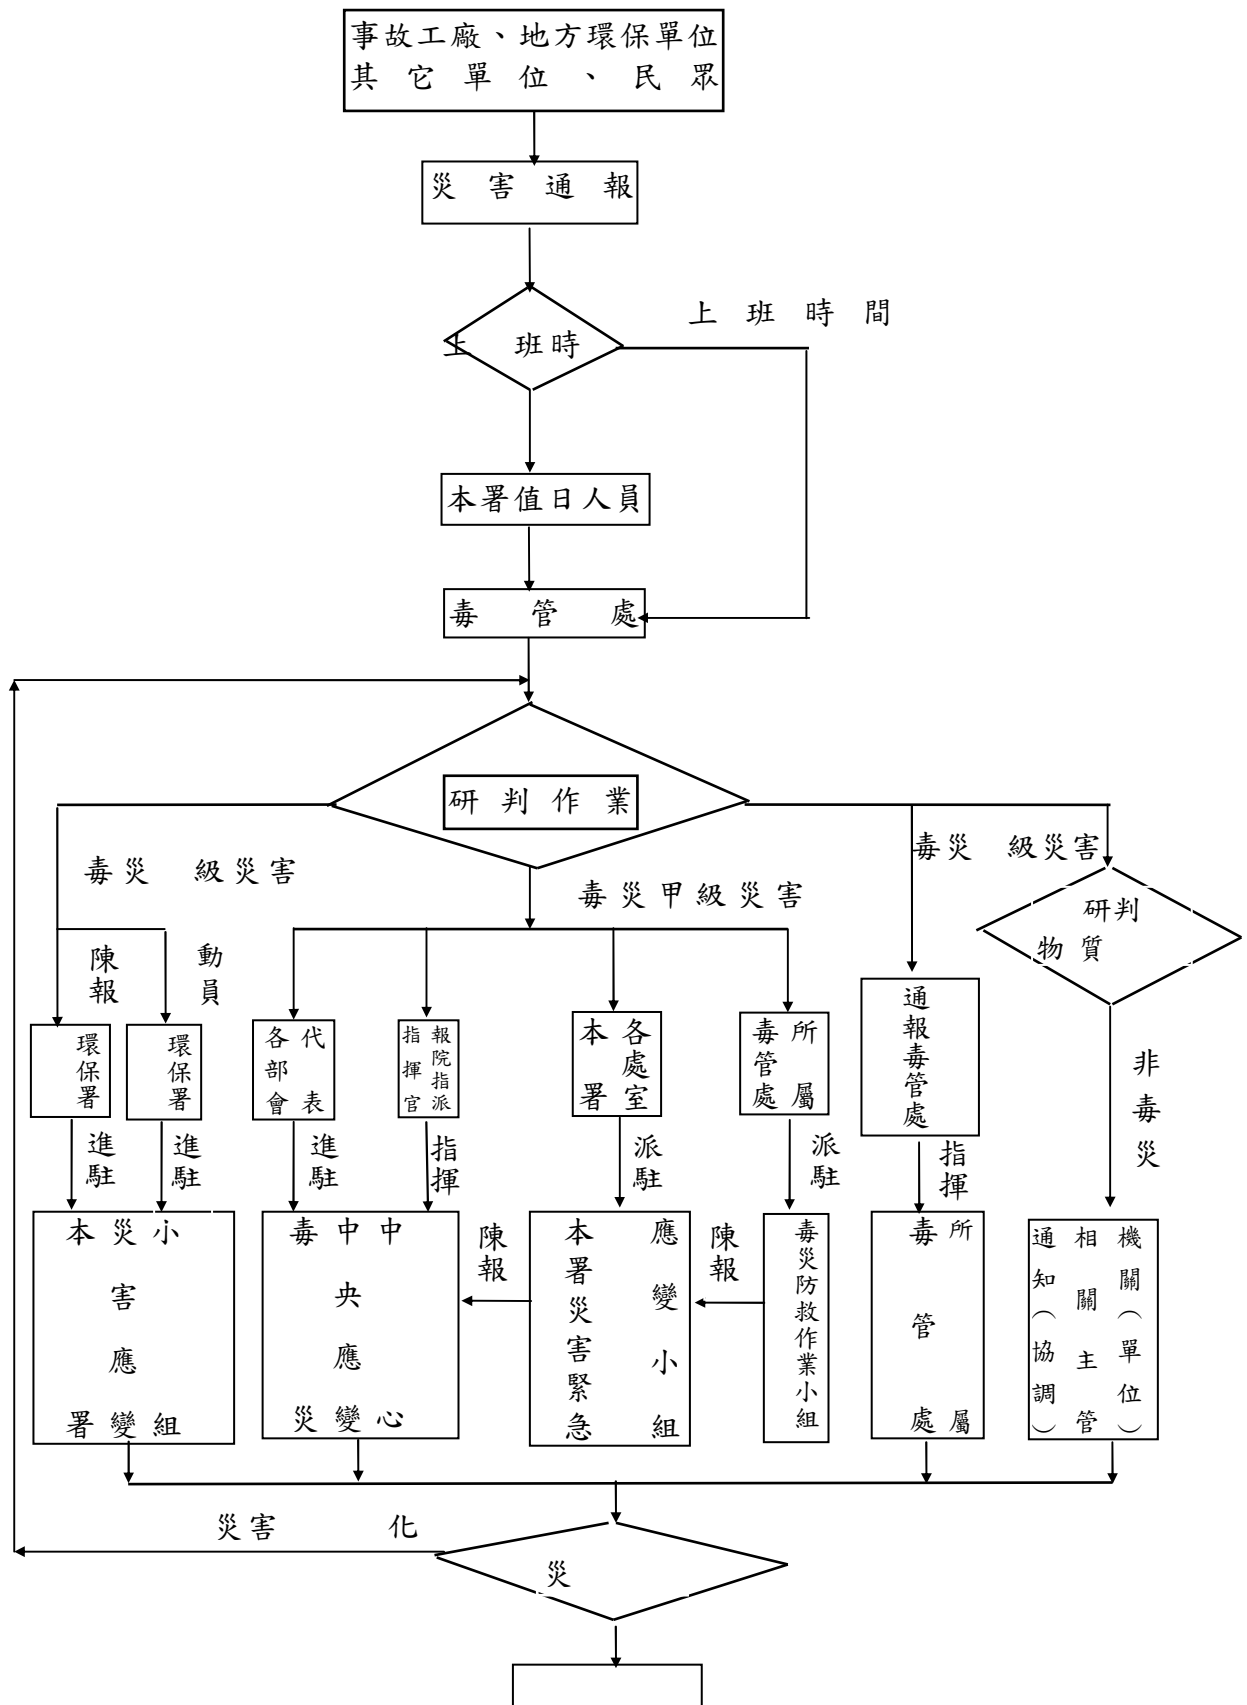 事故工廠、地方環保單位
其它單位、民眾
災害通報
上班時間
上班時
本署值日人員
毒管處
研判作業
毒災 級災害
毒災甲級災害
毒災 級災害
研判
物質
陳報
動員
環保署
環保署
各部會
代表
指揮官
報院指派
本署
各處室
毒管處
所屬
通報毒管處
非毒災
進駐
進駐
進駐
指揮
派駐
派駐
指揮
本署
災害應變
小組
毒災
中央應變
中心
陳報
本署災害緊急
應變小組
陳報
毒災防救作業小組
毒管處
所屬
通知(協調)
相關主管
機關(單位)
災害 化
災